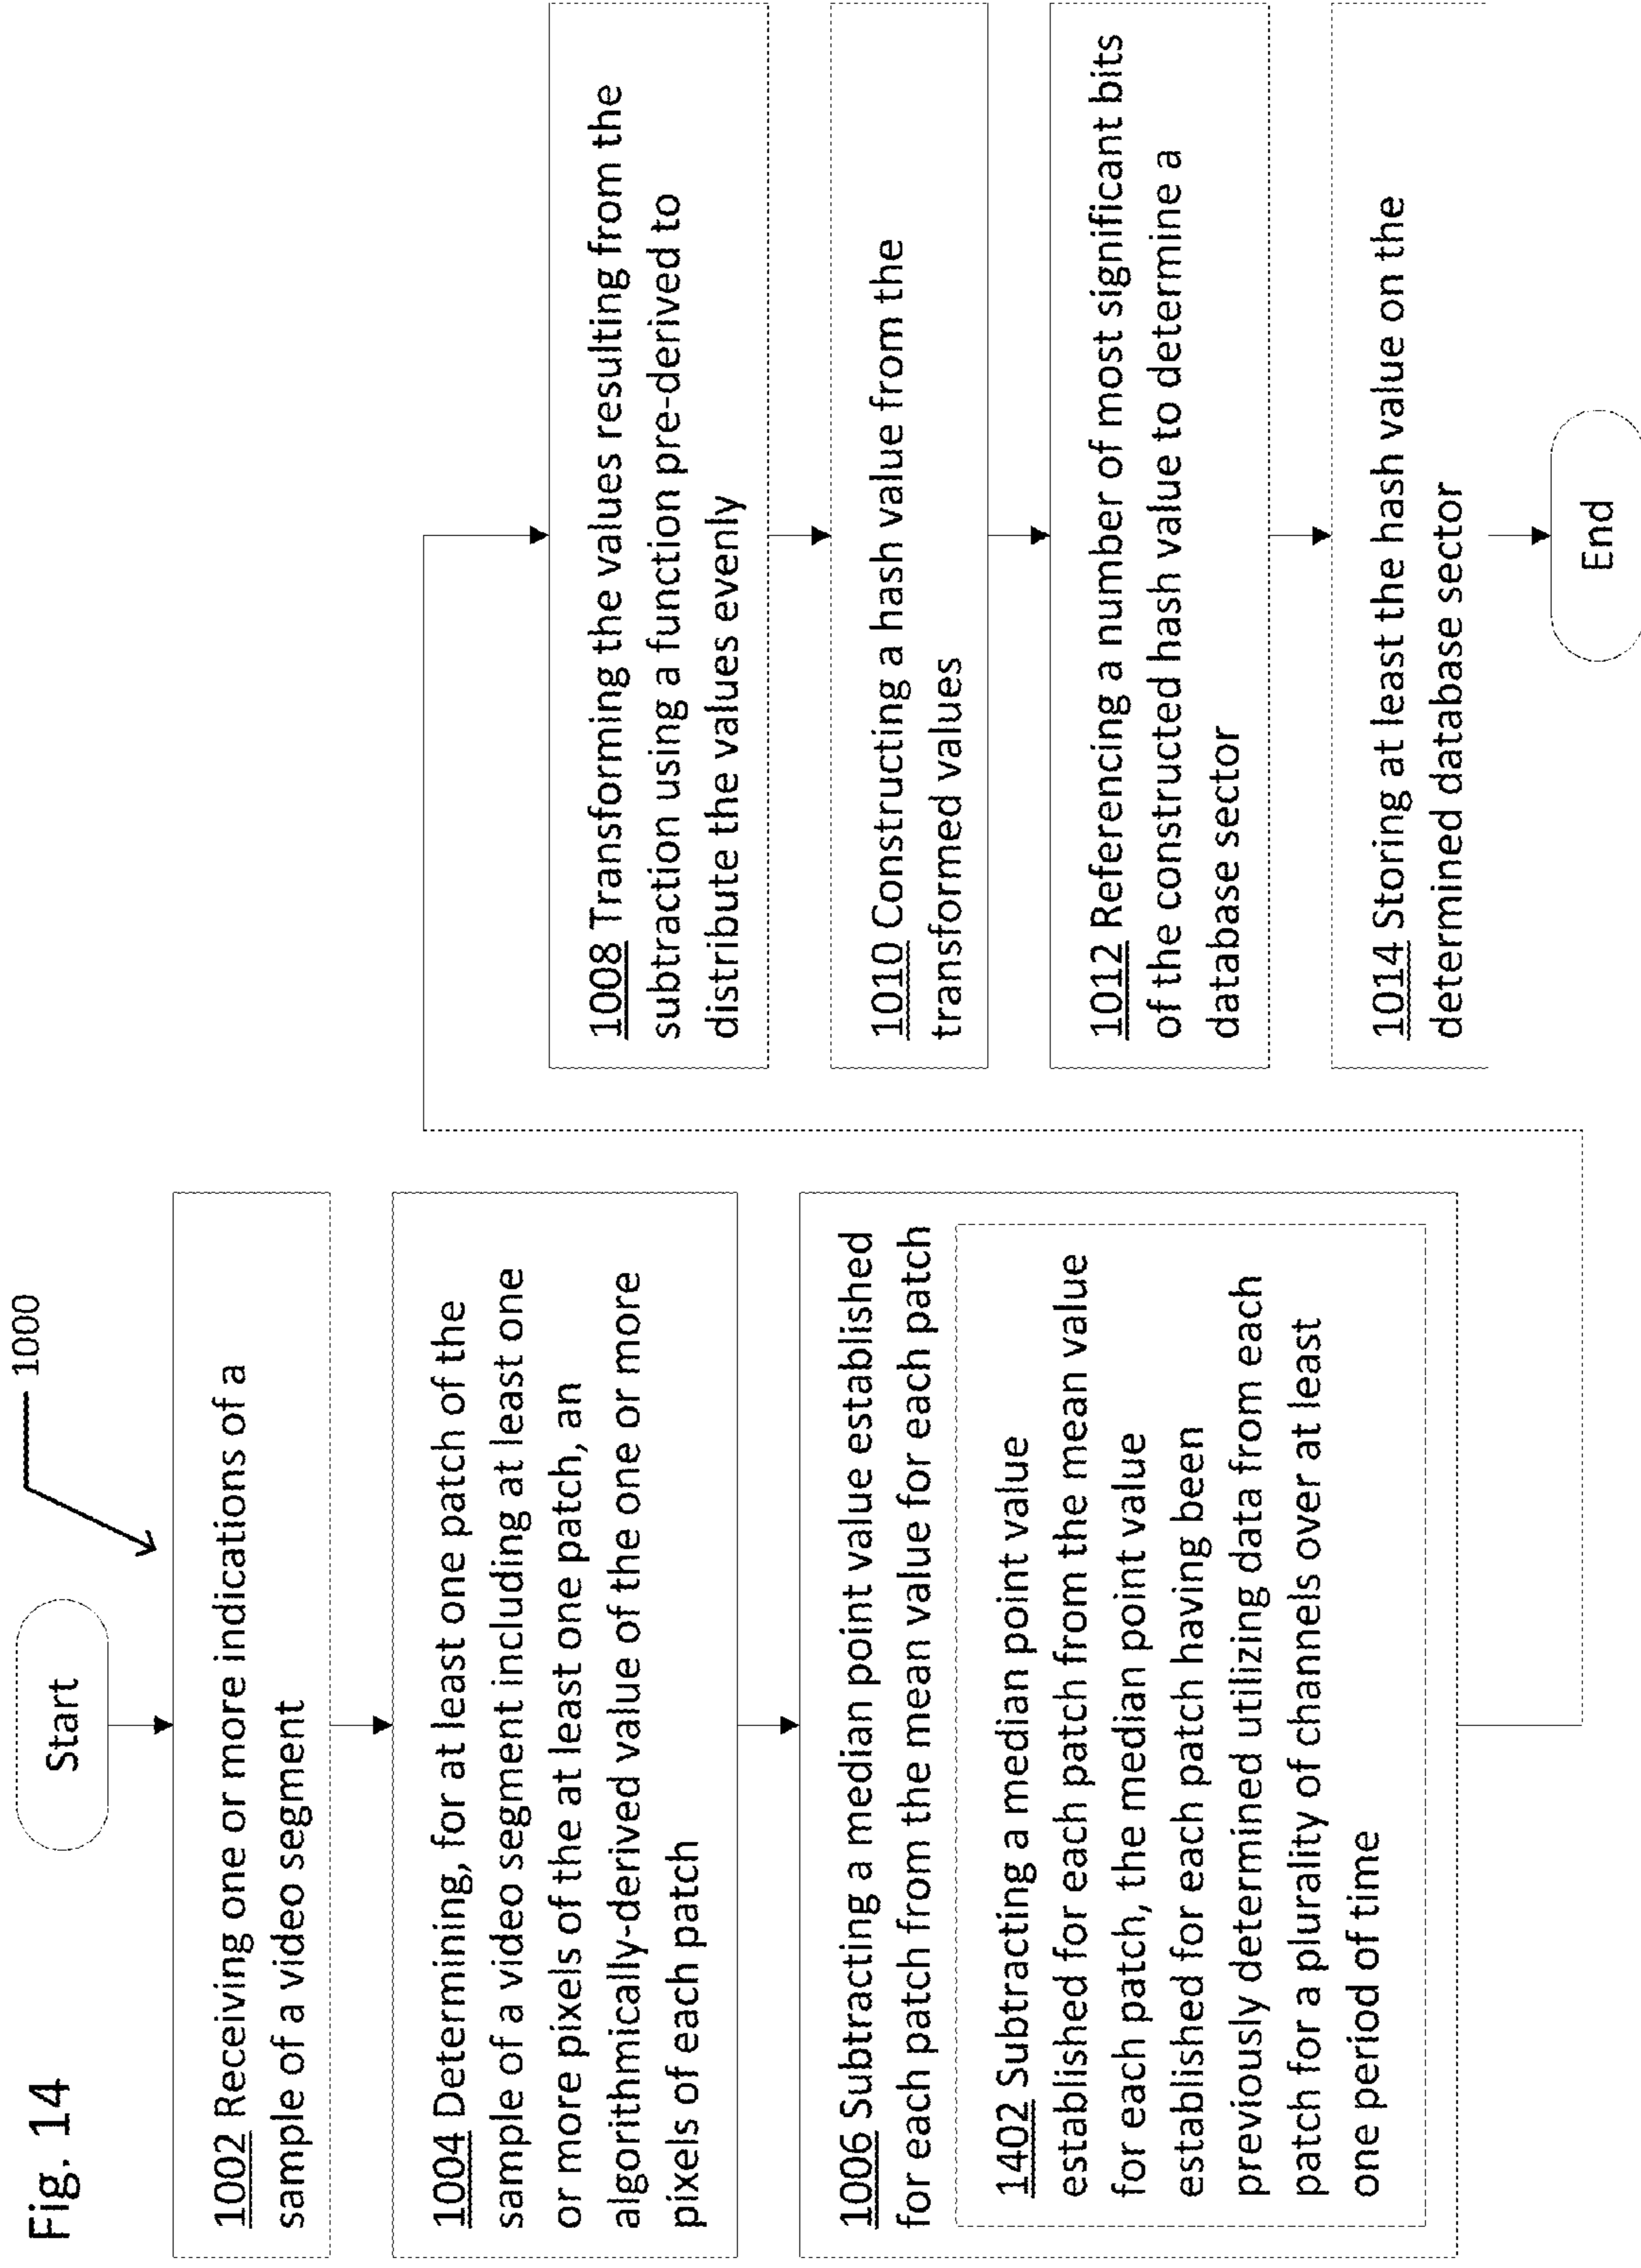 Fig. 14
1000
Start
1002 Receiving one or more indications of a
sample of a video segment
1004 Determining, for at least one patch of the
sample of a video segment including at least one
or more pixels of the at least one patch, an
algorithmically-derived value of the one or more
pixels of each patch
1006 Subtracting a median point value established
for each patch from the mean value for each patch
1402 Subtracting a median point value
established for each patch from the mean value
for each patch, the median point value
established for each patch having been
previously determined utilizing data from each
patch for a plurality of channels over at least
one period of time
1008 Transforming the values resulting from the
subtraction using a function pre-derived to
distribute the values evenly
1010 Constructing a hash value from the
transformed values
1012 Referencing a number of most significant bits
of the constructed hash value to determine a
database sector
1014 Storing at least the hash value on the
determined database sector
End